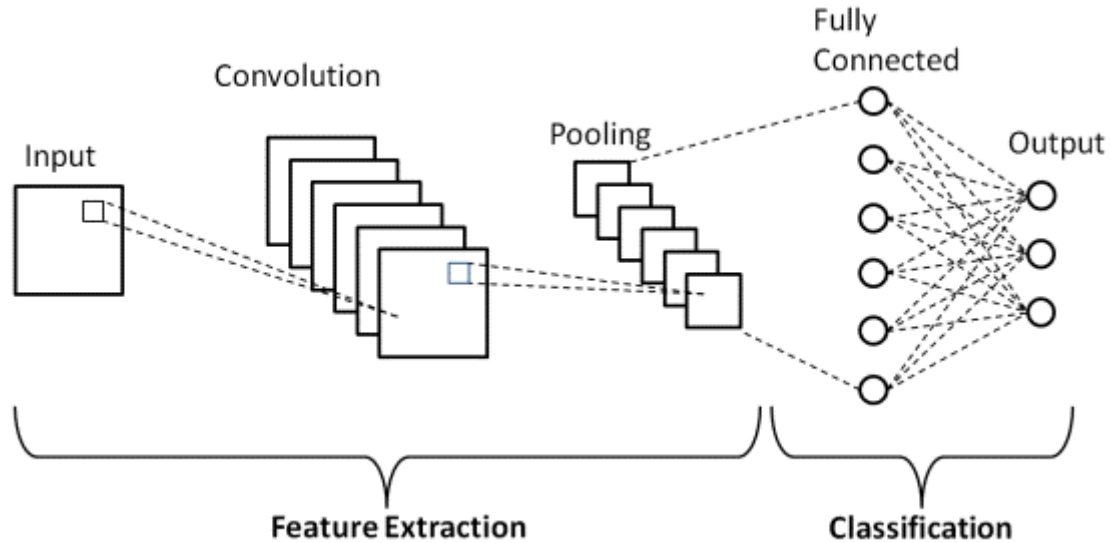 Input
Convolution
Pooling
Fully
Connected
Output
Feature Extraction
Classification